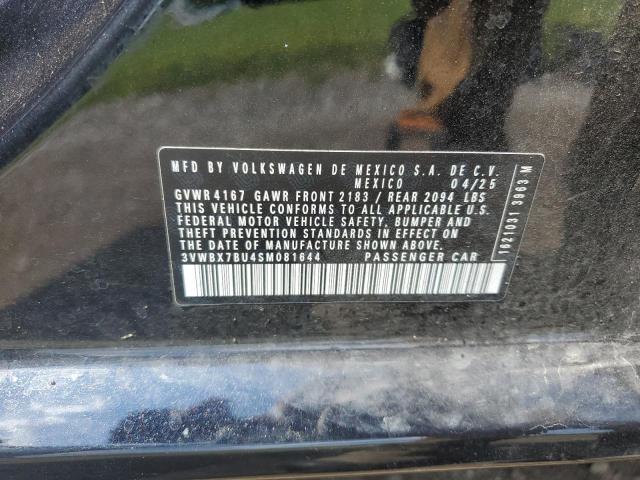 MFD BY VOLKSWAGEN DE MEXICO S.A. DE C.V.
MEXICO 04/25
GVWR 4167 GAWR FRONT 2183 / REAR 2094 LBS
THIS VEHICLE CONFORMS TO ALL APPLICABLE U.S.
FEDERAL MOTOR VEHICLE SAFETY, BUMPER AND
THEFT PREVENTION STANDARDS IN EFFECT ON
THE DATE OF MANUFACTURE SHOWN ABOVE.
3VWBX7BU4SM081644 PASSENGER CAR
1621031 3963 M